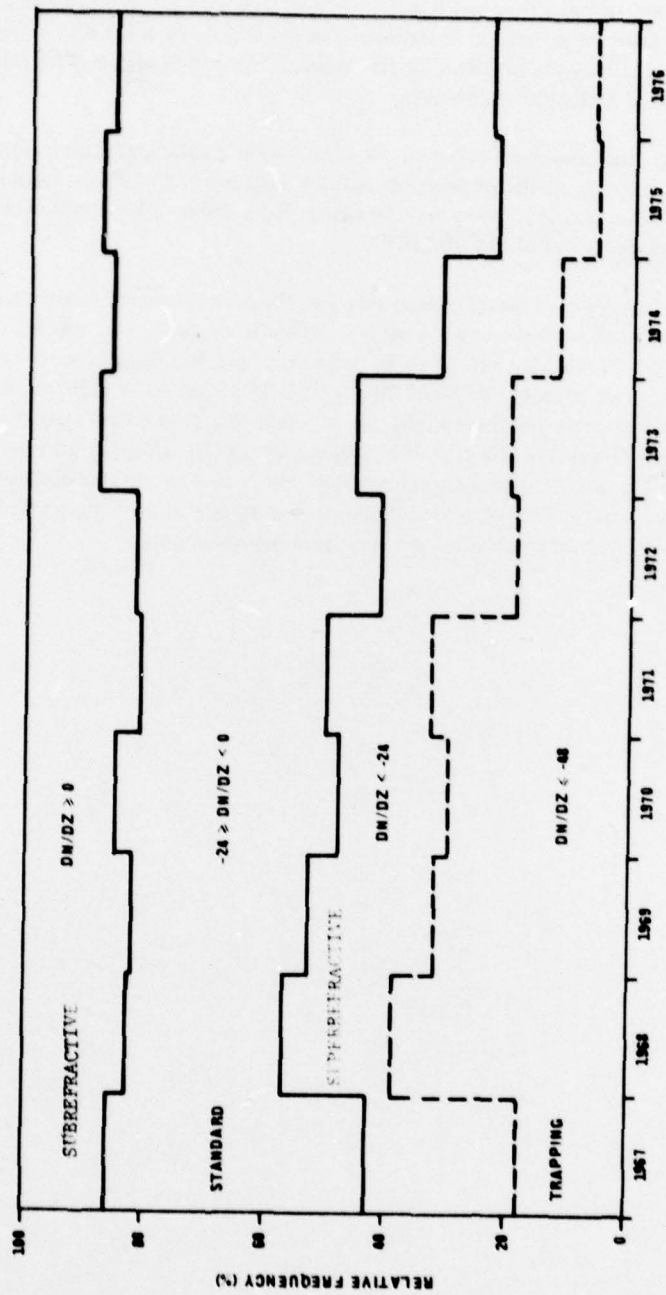 RELATIVE FREQUENCY (%)
100
80
60
40
20
0
SUBREFRACTIVE
DN/DZ ≥ 0
STANDARD
-24 ≥ DN/DZ < 0
SUPERREFRACTIVE
DN/DZ < -24
TRAPPING
DN/DZ ≤ -48
1967
1968
1969
1970
1971
1972
1973
1974
1975
1976